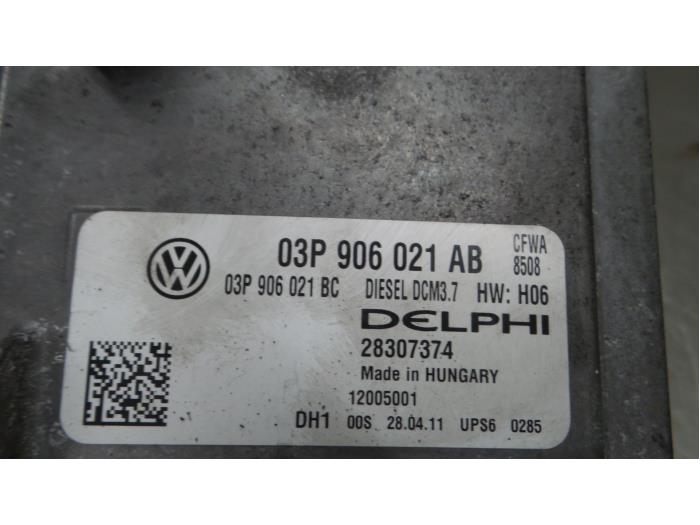 03P 906 021 AB CFWA
8508
03P 906 021 BC DIESEL DCM3.7 HW: H06
DELPHI
28307374
Made in HUNGARY
12005001
DH1 00S 28.04.11 UPS6 0285